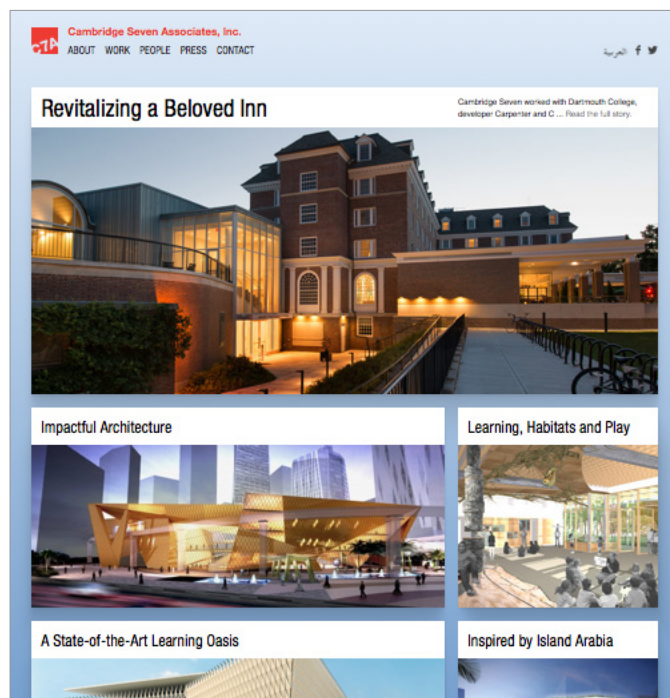 C7A
Cambridge Seven Associates, Inc.
ABOUT WORK PEOPLE PRESS CONTACT
العربية
Revitalizing a Beloved Inn
Cambridge Seven worked with Dartmouth College,
developer Carpenter and C ... Read the full story.
Impactful Architecture
Learning, Habitats and Play
A State-of-the-Art Learning Oasis
Inspired by Island Arabia